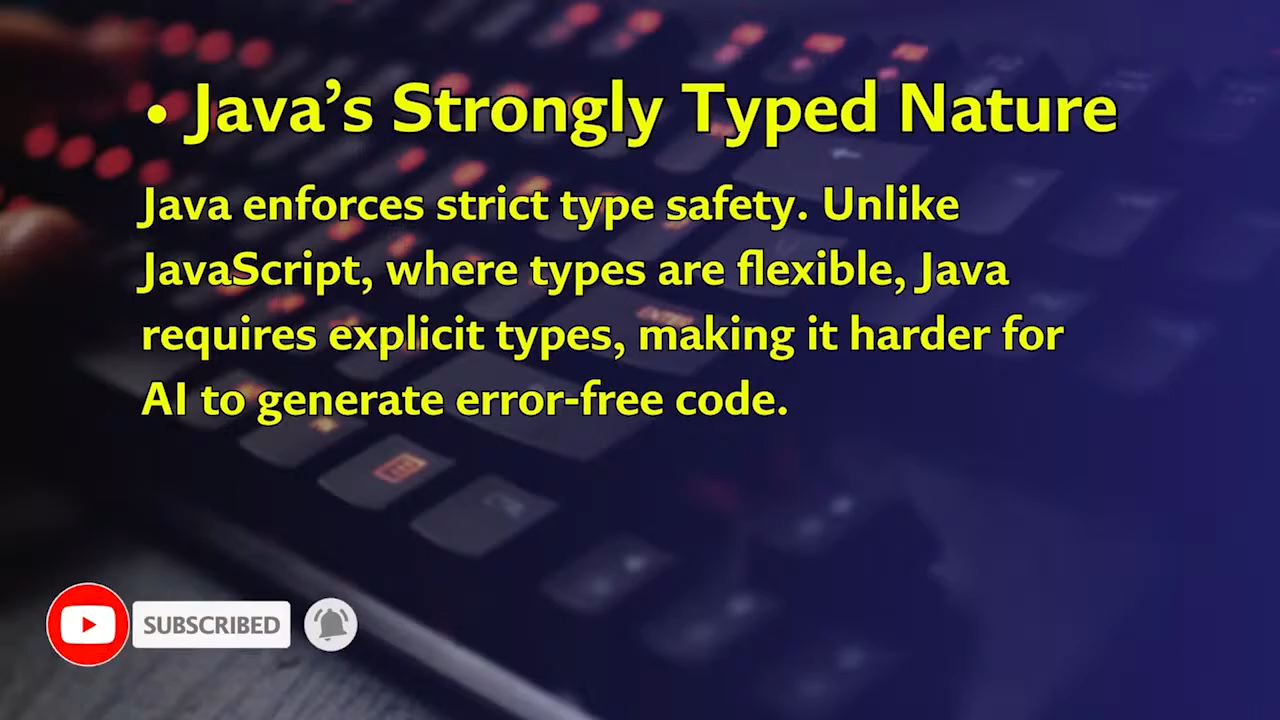 • Java’s Strongly Typed Nature
Java enforces strict type safety. Unlike
JavaScript, where types are flexible, Java
requires explicit types, making it harder for
AI to generate error-free code.
SUBSCRIBED